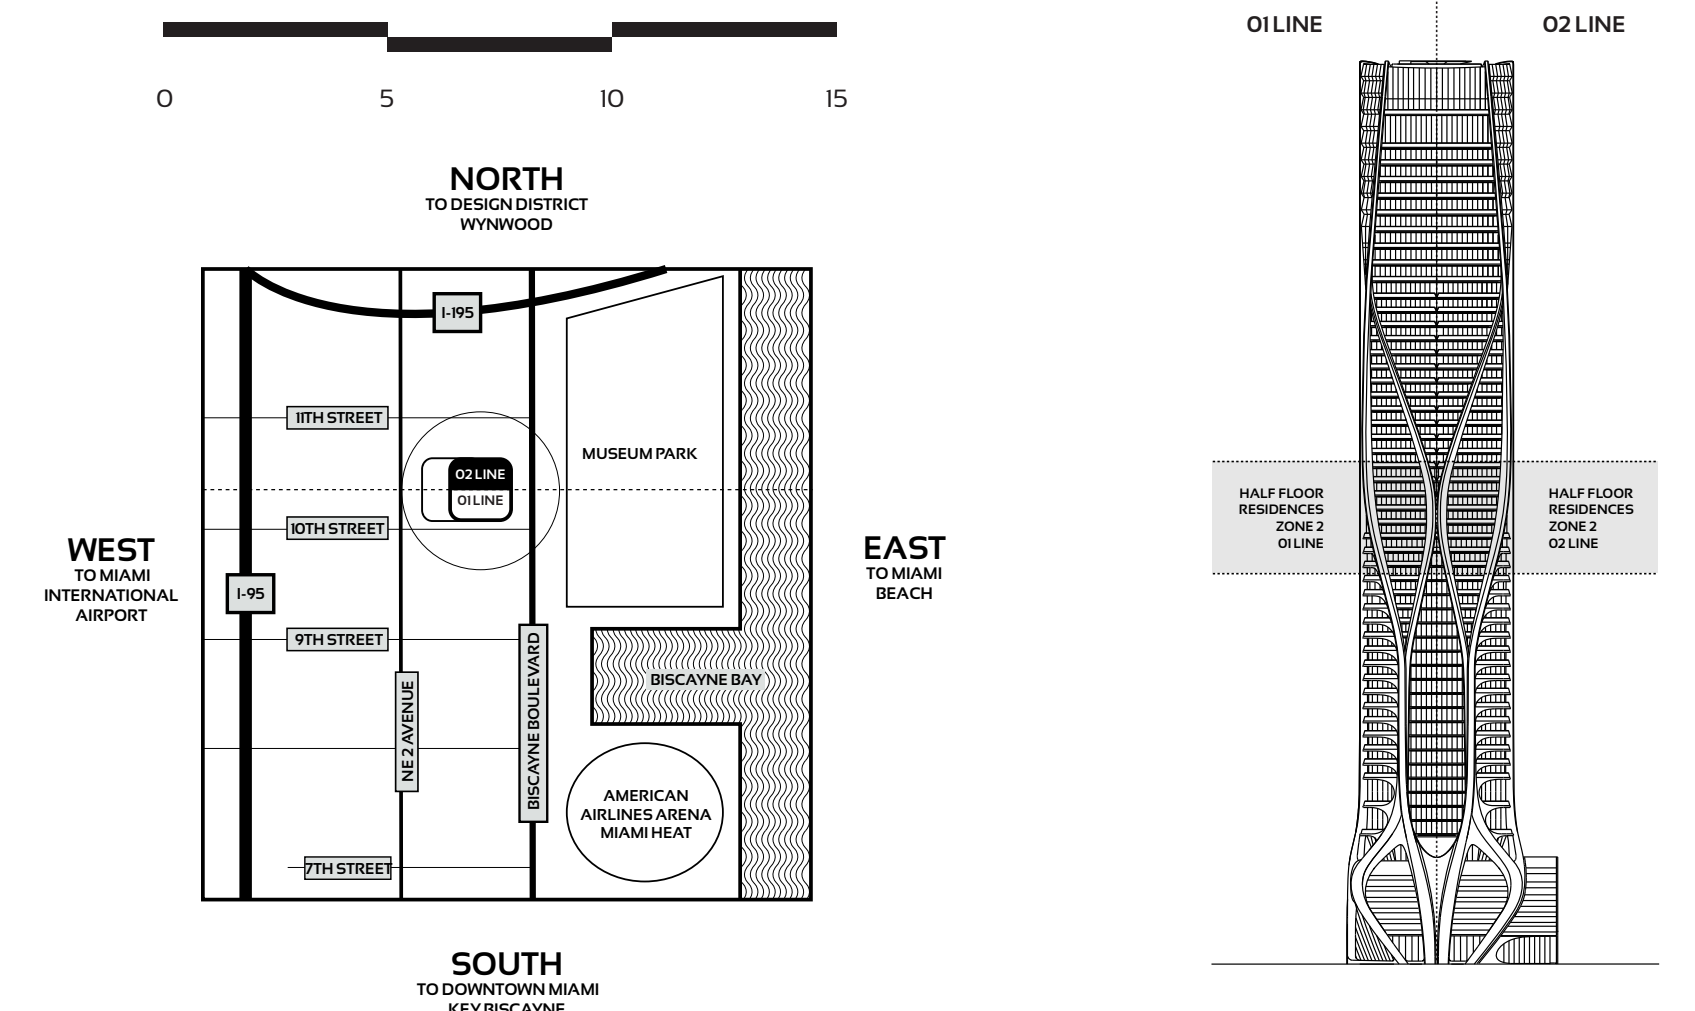 0 5 10 15
NORTH
TO DESIGN DISTRICT
WYNWOOD
I-195
11TH STREET
MUSEUM PARK
02 LINE
01 LINE
10TH STREET
WEST
TO MIAMI
INTERNATIONAL
AIRPORT
EAST
TO MIAMI
BEACH
I-95
9TH STREET
BISCAYNE BAY
NE 2 AVENUE
BISCAYNE BOULEVARD
AMERICAN
AIRLINES ARENA
MIAMI HEAT
7TH STREET
SOUTH
TO DOWNTOWN MIAMI
KEY BISCAYNE
01 LINE
02 LINE
HALF FLOOR
RESIDENCES
ZONE 2
01 LINE
HALF FLOOR
RESIDENCES
ZONE 2
02 LINE